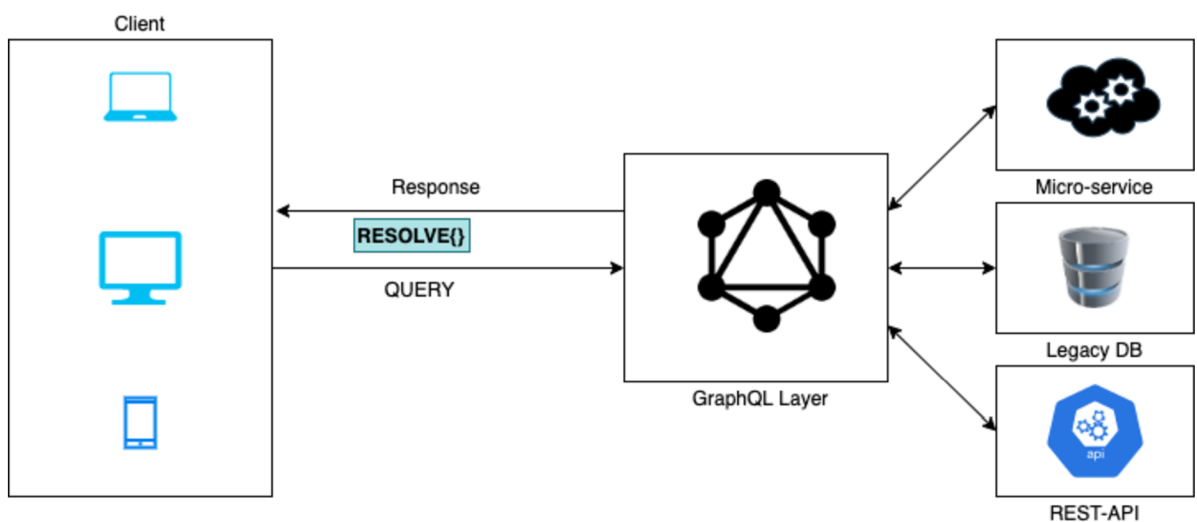 Client
Response
RESOLVE{}
QUERY
GraphQL Layer
Micro-service
Legacy DB
api
REST-API